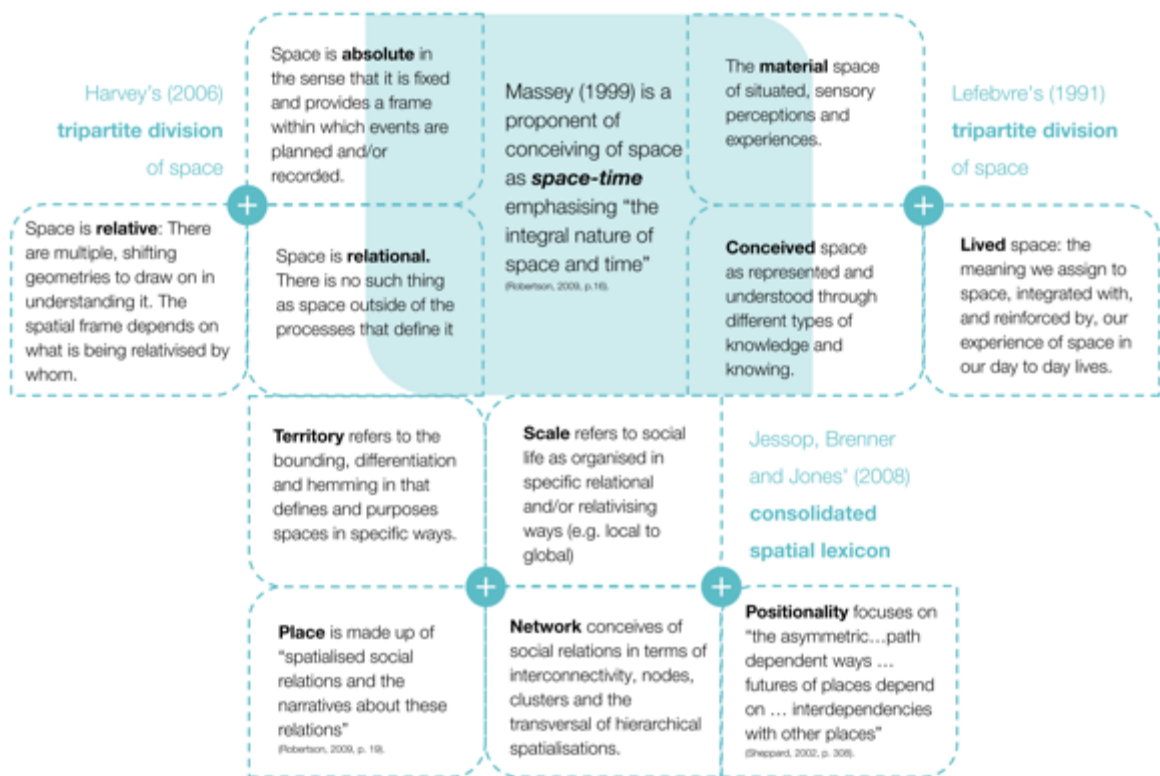 Harvey's (2006)
tripartite division
of space
Space is absolute in
the sense that it is fixed
and provides a frame
within which events are
planned and/or
recorded.
Space is relative: There
are multiple, shifting
geometries to draw on in
understanding it. The
spatial frame depends on
what is being relativised by
whom.
Space is relational.
There is no such thing
as space outside of the
processes that define it
Massey (1999) is a
proponent of
conceiving of space
as space-time
emphasising “the
integral nature of
space and time”
(Robertson, 2009, p.16).
The material space
of situated, sensory
perceptions and
experiences.
Lefebvre's (1991)
tripartite division
of space
Conceived space
as represented and
understood through
different types of
knowledge and
knowing.
Lived space: the
meaning we assign to
space, integrated with,
and reinforced by, our
experience of space in
our day to day lives.
Territory refers to the
bounding, differentiation
and hemming in that
defines and purposes
spaces in specific ways.
Scale refers to social
life as organised in
specific relational
and/or relativising
ways (e.g. local to
global)
Jessop, Brenner
and Jones' (2008)
consolidated
spatial lexicon
Place is made up of
“spatialised social
relations and the
narratives about these
relations”
(Robertson, 2009, p. 19).
Network conceives of
social relations in terms of
interconnectivity, nodes,
clusters and the
transversal of hierarchical
spatialisations.
Positionality focuses on
“the asymmetric…path
dependent ways …
futures of places depend
on … interdependencies
with other places”
(Sheppard, 2002, p. 308).